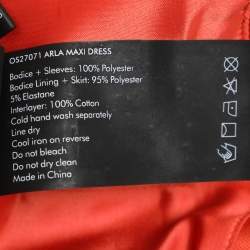 OS27071 ARLA MAXI DRESS
Bodice + Sleeves: 100% Polyester
Bodice Lining + Skirt: 95% Polyester
5% Elastane
Interlayer: 100% Cotton
Cold hand wash separately
Line dry
Cool iron on reverse
Do not bleach
Do not dry clean
Made in China